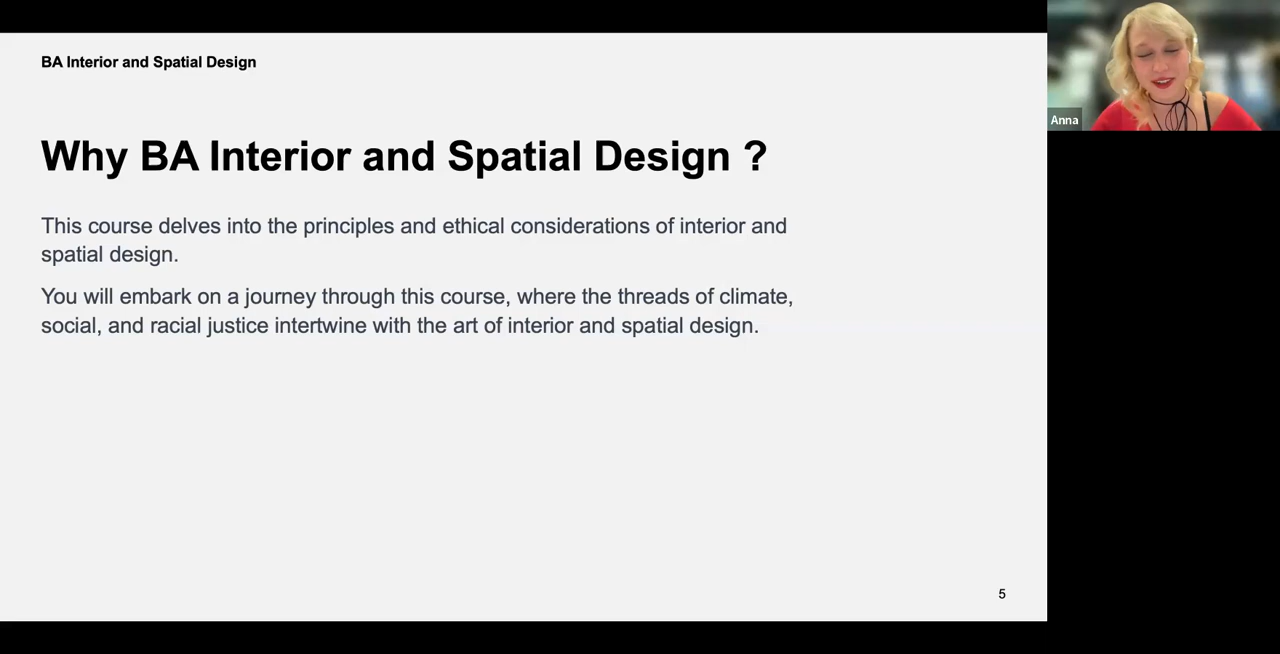 BA Interior and Spatial Design
Why BA Interior and Spatial Design ?
This course delves into the principles and ethical considerations of interior and
spatial design.
You will embark on a journey through this course, where the threads of climate,
social, and racial justice intertwine with the art of interior and spatial design.
5
Anna